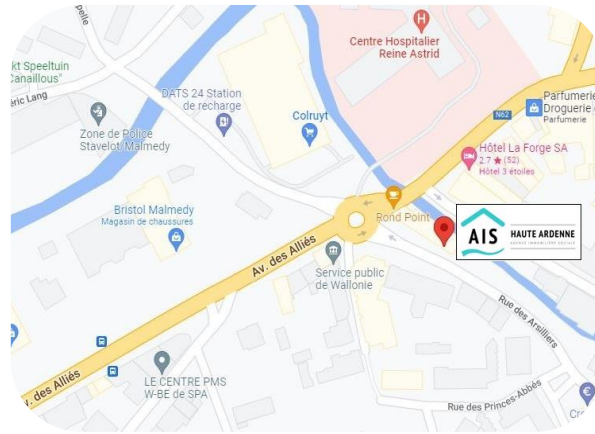 Centre Hospitalier
Reine Astrid
kt Speeltuin
Canaillous"
éric Lang
DATS 24 Station
de recharge
Colruyt
Parfumerie
Droguerie
Parfumerie
N62
Zone de Police
Stavelot/Malmedy
Hôtel La Forge SA
2.7 ★ (52)
Hôtel 3 étoiles
Bristol Malmedy
Magasin de chaussures
Rond Point
AIS
HAUTE ARDENNE
AGENCE IMMOBILIÈRE SOCIALE
Av. des Alliés
Service public
de Wallonie
Rue des Arsilliers
LE CENTRE PMS
W-BE de SPA
v. des Alliés
Rue des Princes-Abbés